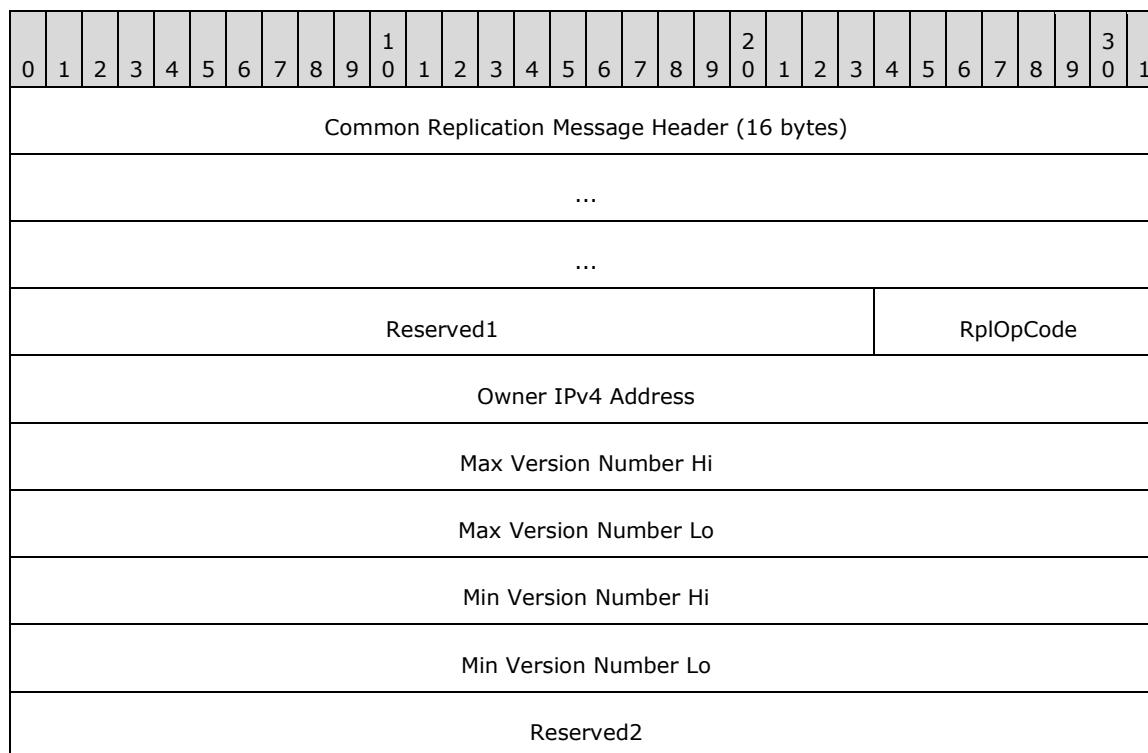 1 2 3
0 1 2 3 4 5 6 7 8 9 0 1 2 3 4 5 6 7 8 9 0 1 2 3 4 5 6 7 8 9 0 1
Common Replication Message Header (16 bytes)
...
...
Reserved1 RplOpCode
Owner IPv4 Address
Max Version Number Hi
Max Version Number Lo
Min Version Number Hi
Min Version Number Lo
Reserved2